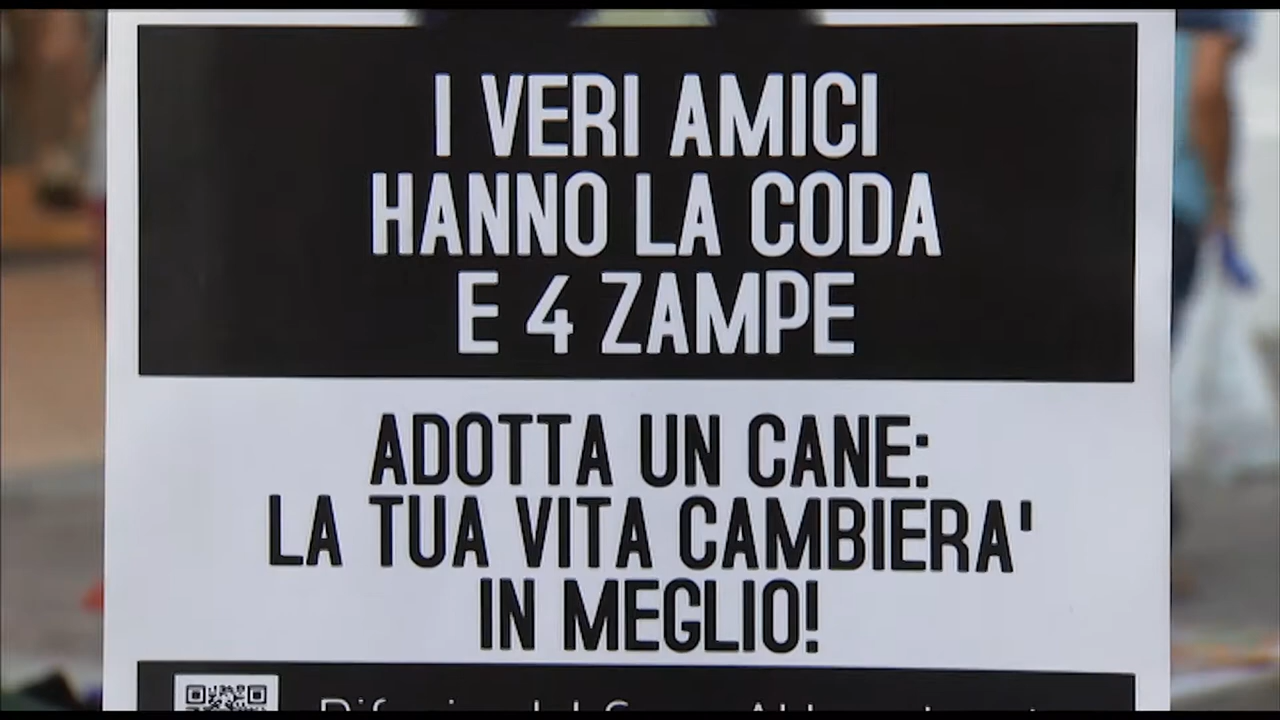 I VERI AMICI
HANNO LA CODA
E 4 ZAMPE
ADOTTA UN CANE:
LA TUA VITA CAMBIERA'
IN MEGLIO!